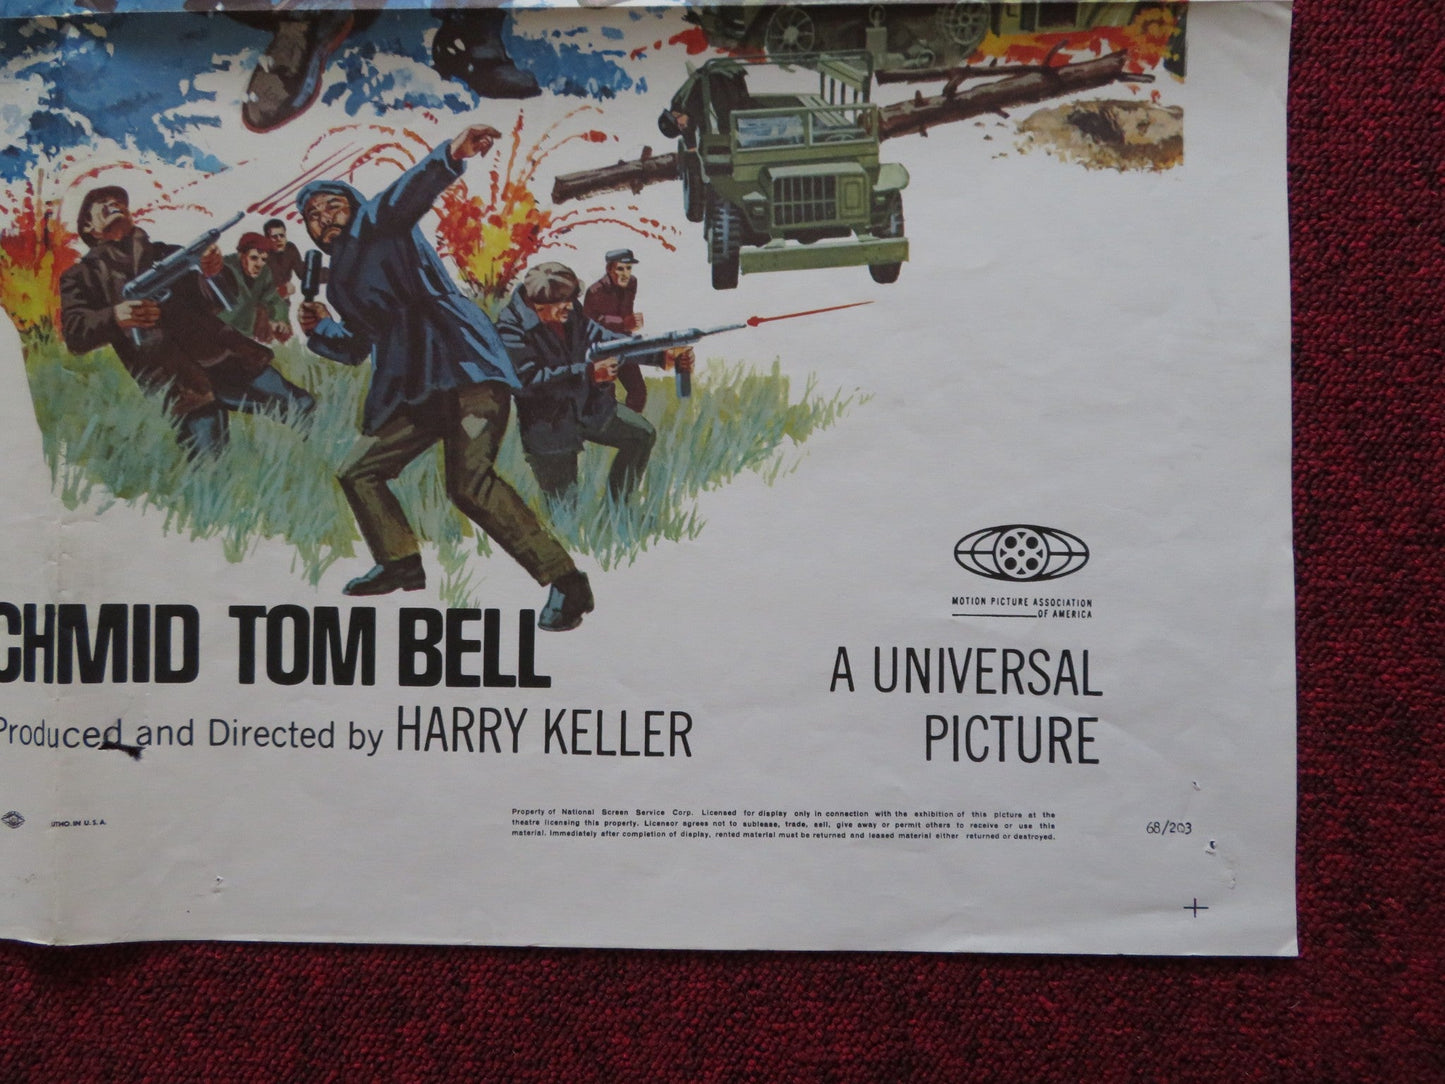 MOTION PICTURE ASSOCIATION
OF AMERICA
CHMID TOM BELL
Produced and Directed by HARRY KELLER
A UNIVERSAL
PICTURE
LITHO. IN U.S.A.
Property of National Screen Service Corp. Licensed for display only in connection with the exhibition of this picture at the
theatre licensing this property. Licensor agrees not to sublease, trade, sell, give away or permit others to receive or use this
material. Immediately after completion of display, rented material must be returned and leased material either returned or destroyed.
68/203